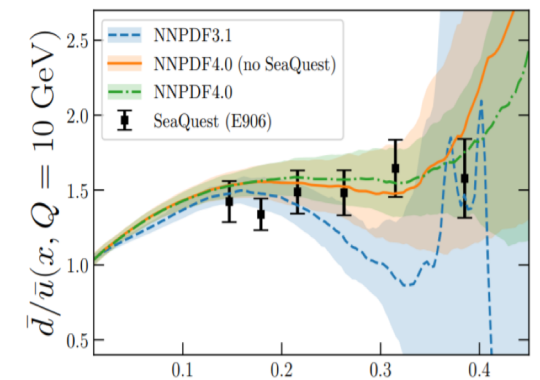 NNPDF3.1
NNPDF4.0 (no SeaQuest)
NNPDF4.0
SeaQuest (E906)
d̄/ū(x, Q = 10 GeV)
2.5
2.0
1.5
1.0
0.5
0.1 0.2 0.3 0.4